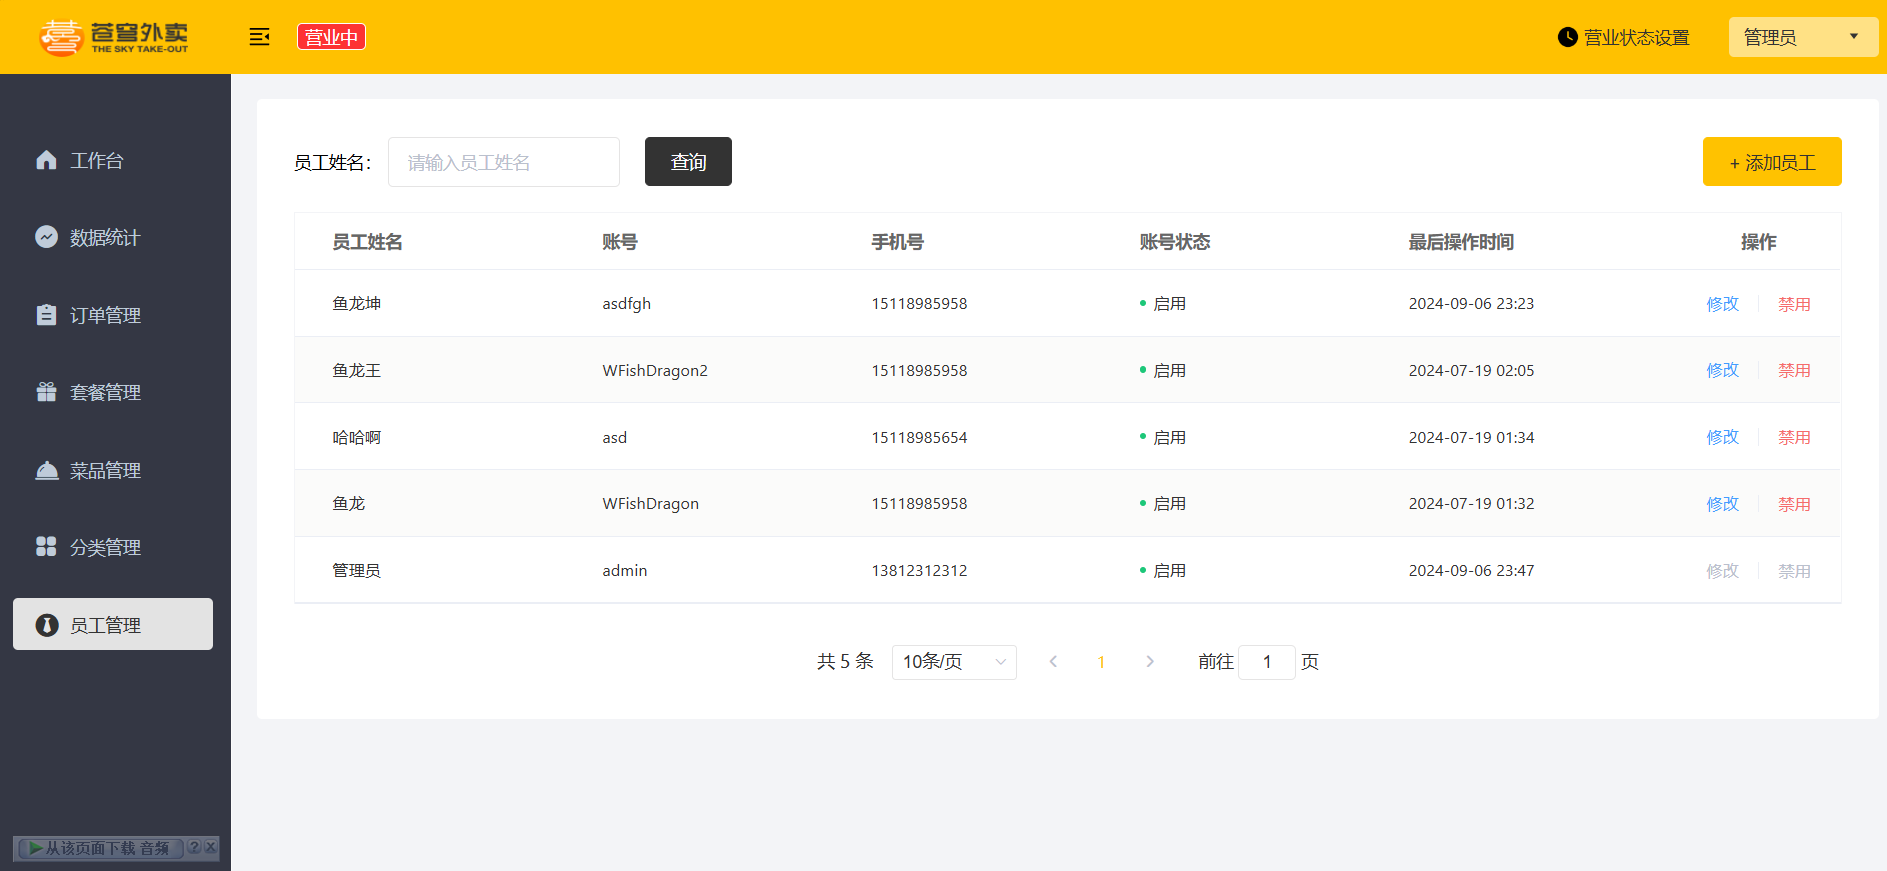 苍穹外卖
THE SKY TAKE-OUT
营业中
营业状态设置
管理员
工作台
数据统计
订单管理
套餐管理
菜品管理
分类管理
员工管理
员工姓名： 请输入员工姓名 查询 + 添加员工
员工姓名 账号 手机号 账号状态 最后操作时间 操作
鱼龙坤 asdfgh 15118985958 启用 2024-09-06 23:23 修改 禁用
鱼龙王 WFishDragon2 15118985958 启用 2024-07-19 02:05 修改 禁用
哈哈啊 asd 15118985654 启用 2024-07-19 01:34 修改 禁用
鱼龙 WFishDragon 15118985958 启用 2024-07-19 01:32 修改 禁用
管理员 admin 13812312312 启用 2024-09-06 23:47 修改 禁用
共 5 条 10条/页 1 前往 1 页
从该页面下载 音频 ? X